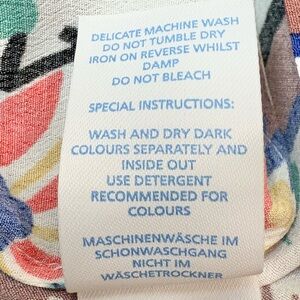 DELICATE MACHINE WASH
DO NOT TUMBLE DRY
IRON ON REVERSE WHILST
DAMP
DO NOT BLEACH
SPECIAL INSTRUCTIONS:
WASH AND DRY DARK
COLOURS SEPARATELY AND
INSIDE OUT
USE DETERGENT
RECOMMENDED FOR
COLOURS
MASCHINENWÄSCHE IM
SCHONWASCHGANG
NICHT IM
WÄSCHETROCKNER